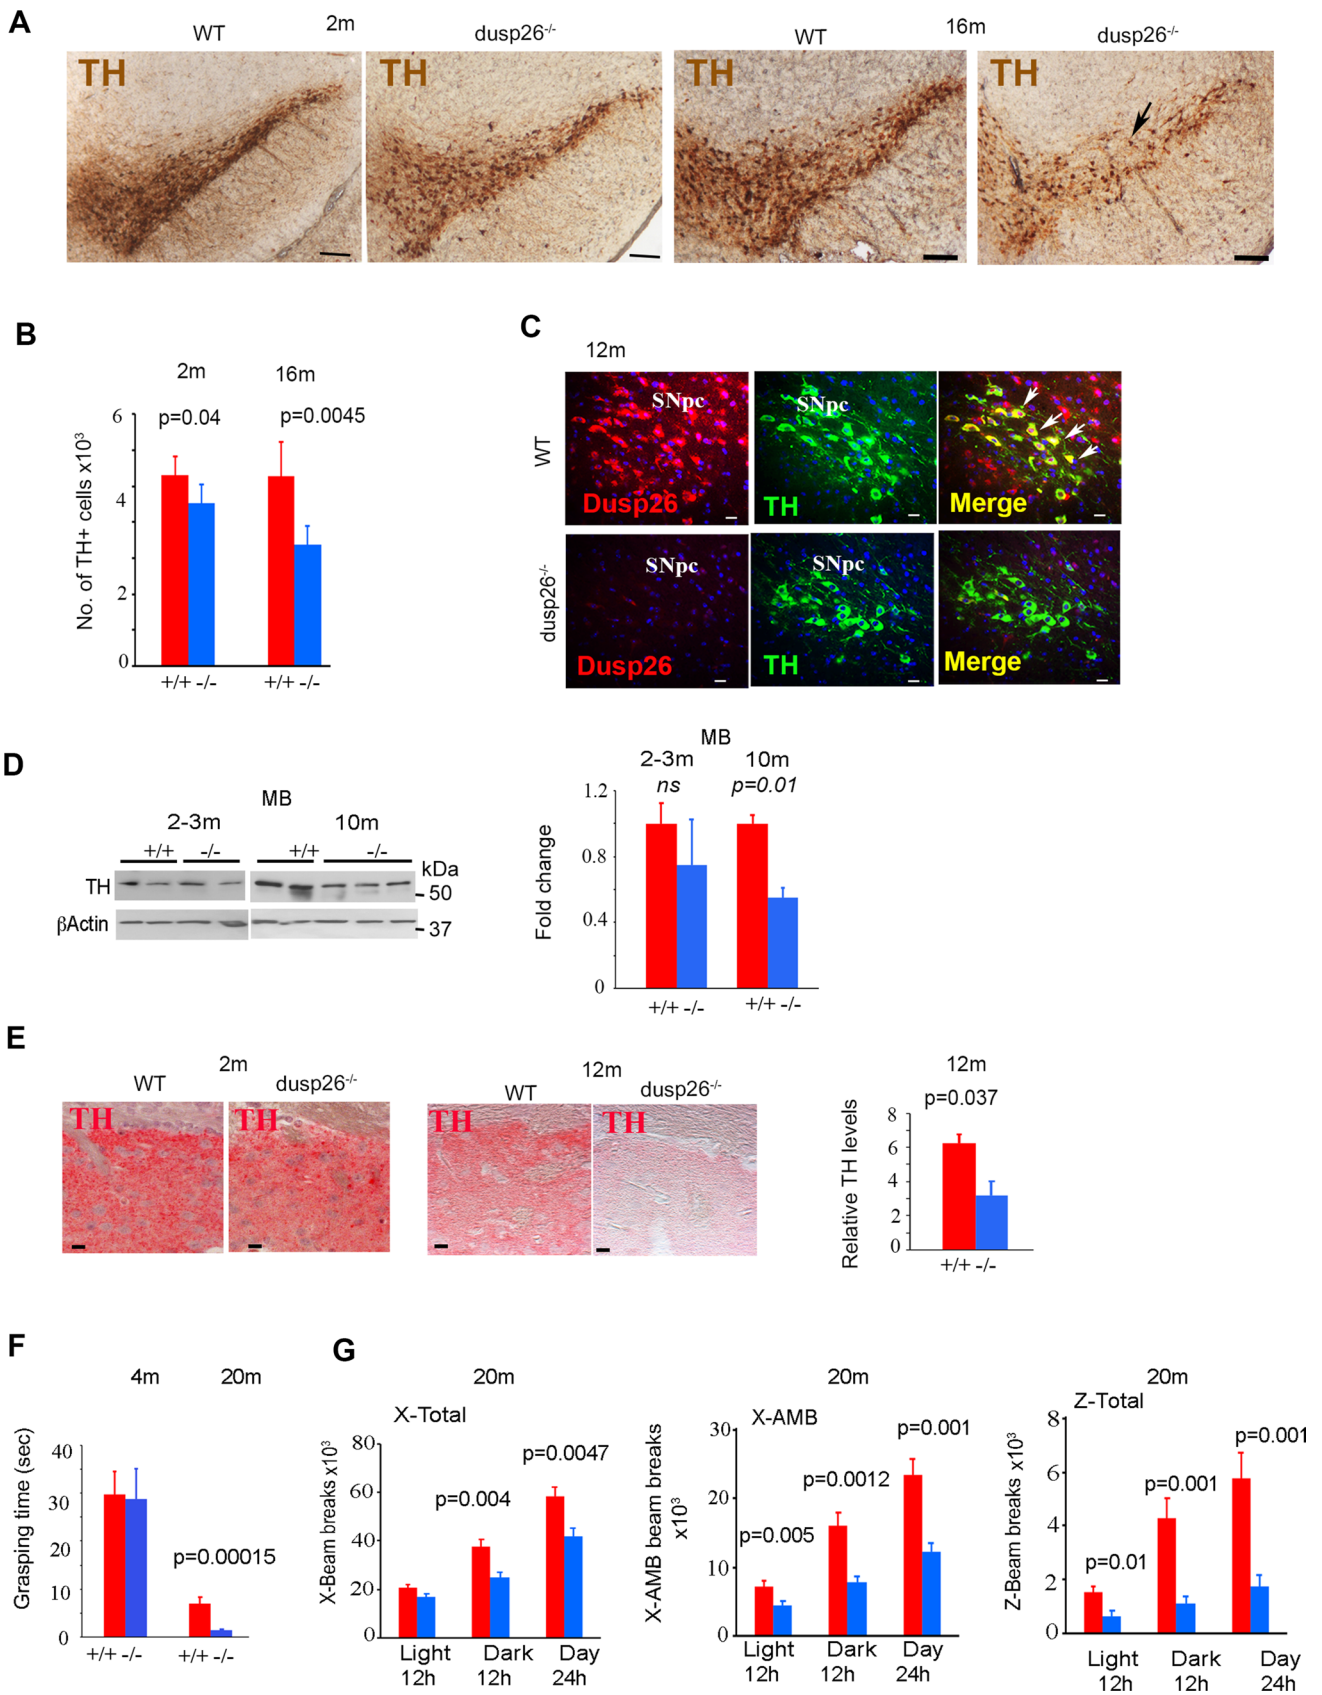 A
WT 2m dusp26-/- WT 16m dusp26-/-
TH TH TH TH
B
2m 16m
p=0.04 p=0.0045
No. of TH+ cells x10³
6
4
2
0
+/+ -/- +/+ -/-
C
12m
WT
SNpc SNpc
Dusp26 TH Merge
dusp26-/-
SNpc SNpc
Dusp26 TH Merge
D
MB
2-3m 10m
+/+ -/- +/+ -/-
kDa
TH
50
βActin
37
MB
2-3m 10m
ns p=0.01
Fold change
1.2
0.8
0.4
0
+/+ -/- +/+ -/-
E
2m
WT dusp26-/-
TH TH
12m
WT dusp26-/-
TH TH
12m
p=0.037
Relative TH levels
8
6
4
2
0
+/+ -/-
F
4m 20m
p=0.00015
Grasping time (sec)
40
30
20
10
0
+/+ -/- +/+ -/-
G
20m
X-Total
p=0.004 p=0.0047
X-Beam breaks x10³
80
60
40
20
0
Light Dark Day
12h 12h 24h
20m
X-AMB
p=0.005 p=0.0012 p=0.001
X-AMB beam breaks
x10³
30
20
10
0
Light Dark Day
12h 12h 24h
20m
Z-Total
p=0.01 p=0.001 p=0.001
Z-Beam breaks x10³
8
6
4
2
0
Light Dark Day
12h 12h 24h